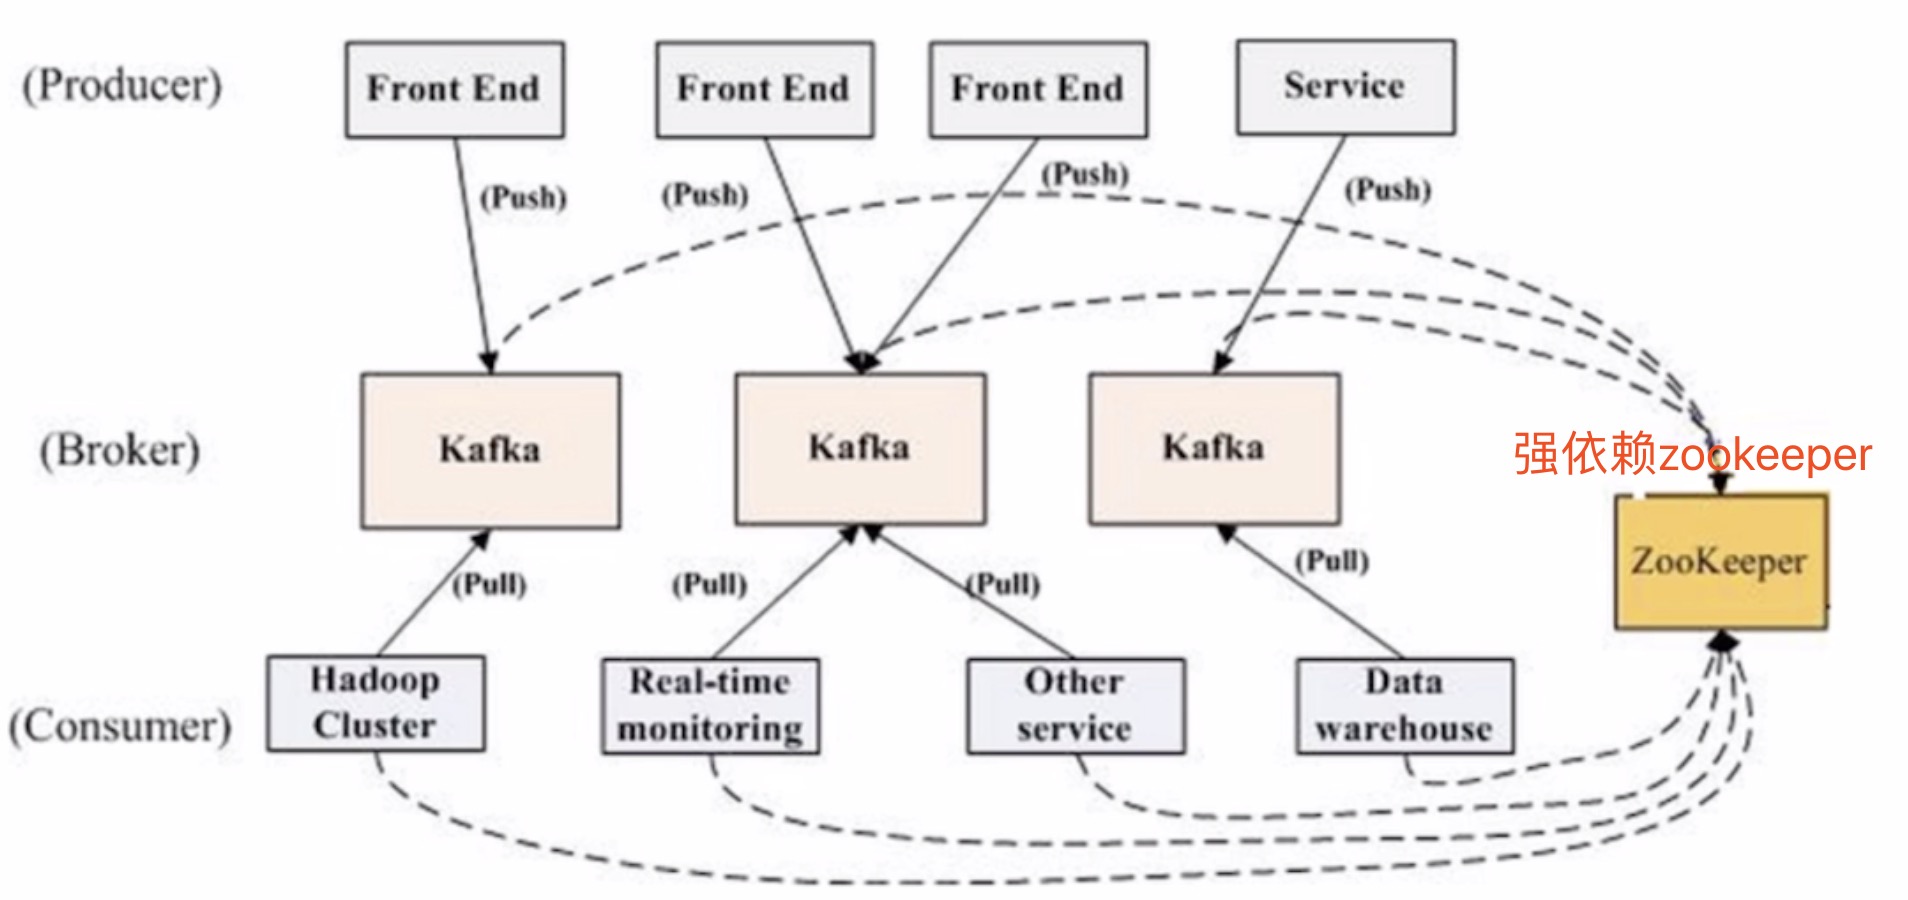 (Producer)
Front End
Front End
Front End
Service
(Push)
(Push)
(Push)
(Push)
(Broker)
Kafka
Kafka
Kafka
强依赖zookeeper
ZooKeeper
(Pull)
(Pull)
(Pull)
(Pull)
(Consumer)
Hadoop
Cluster
Real-time
monitoring
Other
service
Data
warehouse